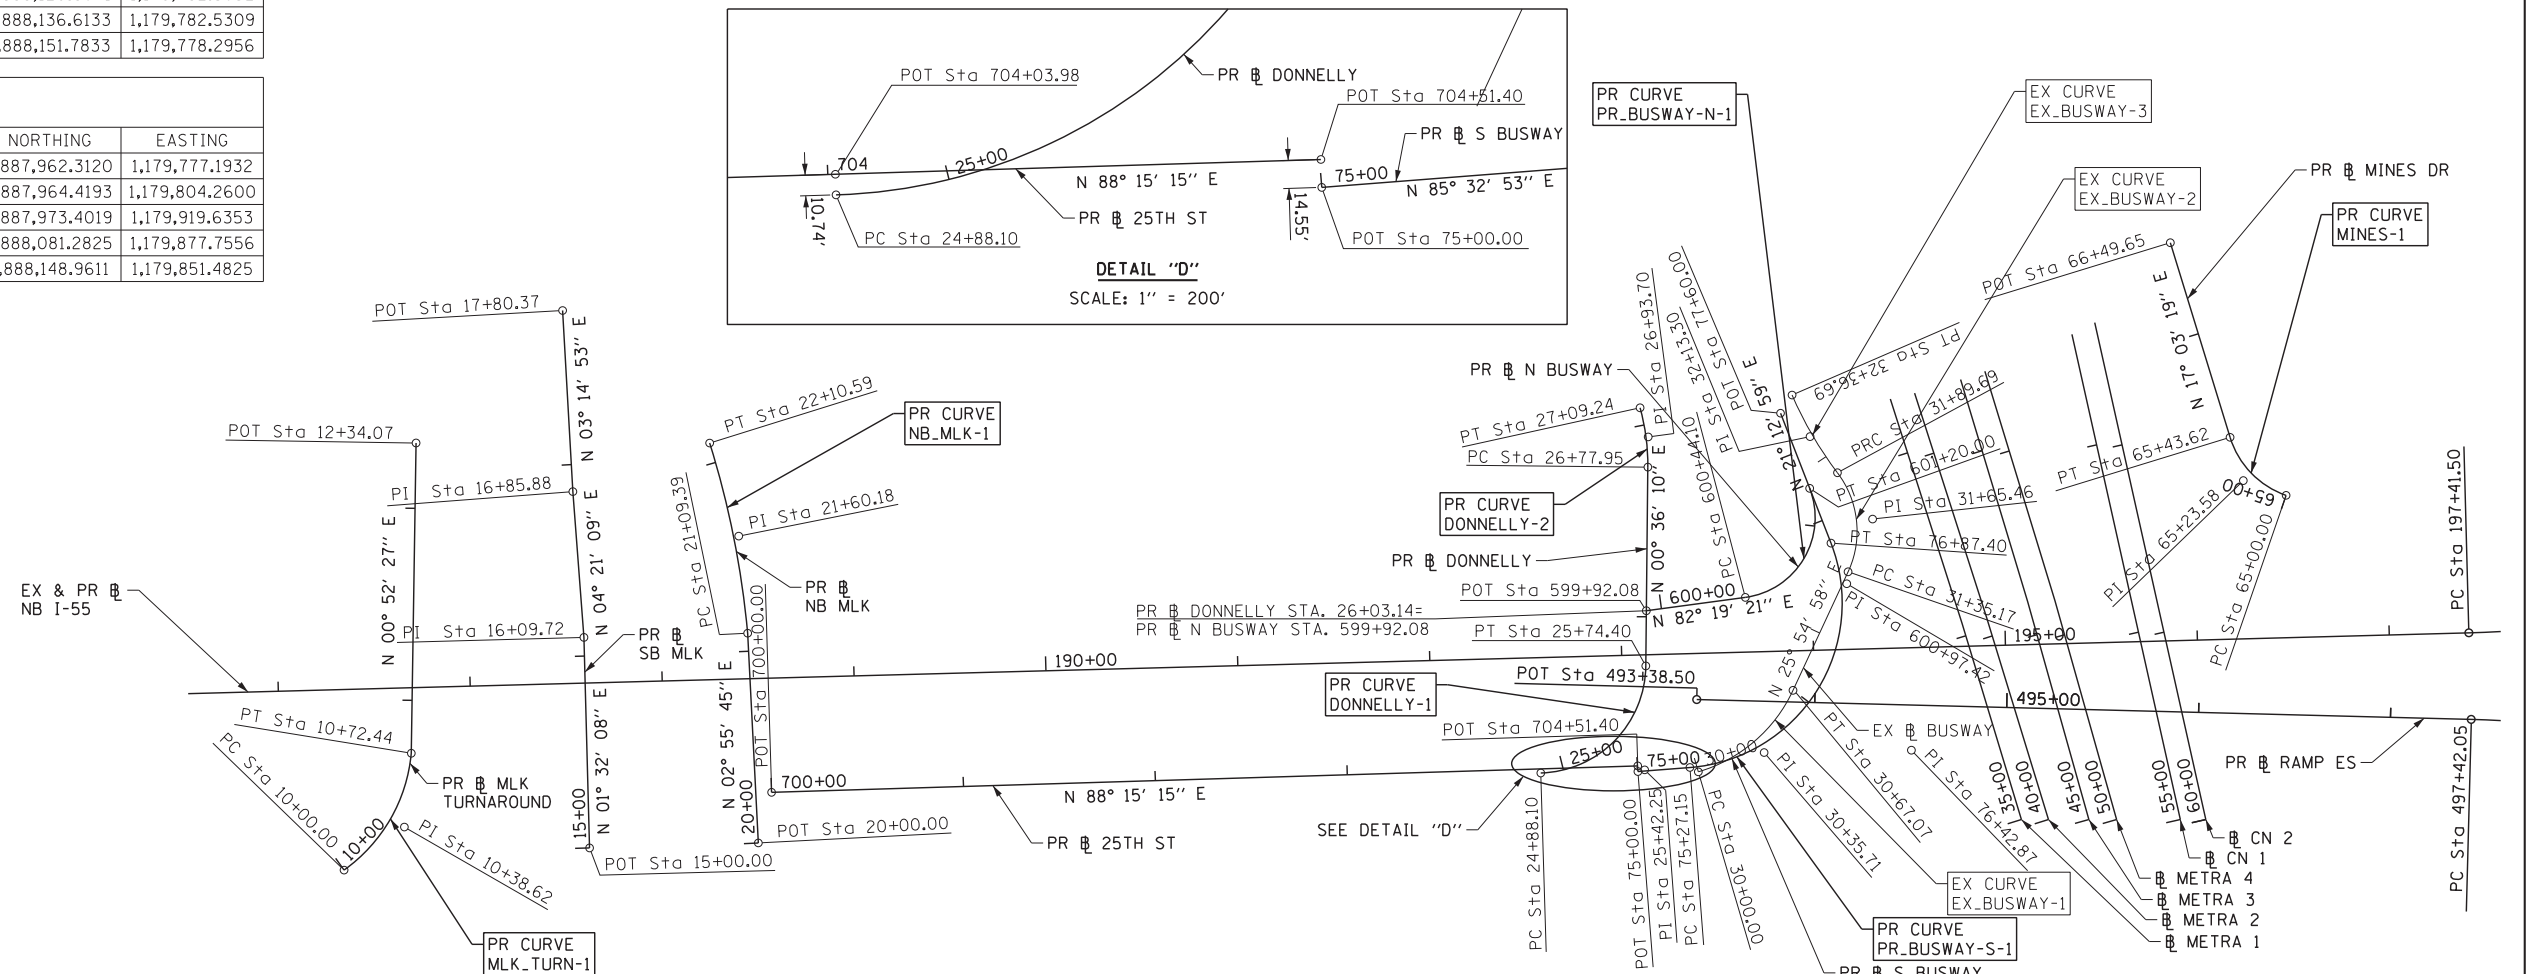 888,136.6133 1,179,782.5309
888,151.7833 1,179,778.2956
NORTHING EASTING
887,962.3120 1,179,777.1932
887,964.4193 1,179,804.2600
887,973.4019 1,179,919.6353
888,081.2825 1,179,877.7556
888,148.9611 1,179,851.4825
POT Sta 704+03.98
PR BL DONNELLY
POT Sta 704+51.40
PR BL S BUSWAY
704
25+00
N 88° 15' 15" E
75+00
N 85° 32' 53" E
10.74'
14.55'
PR BL 25TH ST
PC Sta 24+88.10
POT Sta 75+00.00
DETAIL "D"
SCALE: 1" = 200'
PR CURVE
PR_BUSWAY-N-1
EX CURVE
EX_BUSWAY-3
EX CURVE
EX_BUSWAY-2
PR BL MINES DR
PR CURVE
MINES-1
POT Sta 66+49.65
N 17° 03' 19" E
POT Sta 17+80.37
N 03° 14' 53" E
POT Sta 12+34.07
PI Sta 16+85.88
N 00° 52' 27" E
N 04° 21' 09" E
PI Sta 16+09.72
PR BL
SB MLK
N 01° 32' 08" E
15+00
POT Sta 15+00.00
EX & PR BL
NB I-55
PT Sta 10+72.44
PC Sta 10+00.00
10+00
PR BL MLK
TURNAROUND
PI Sta 10+38.62
PR CURVE
MLK_TURN-1
PT Sta 22+10.59
PR CURVE
NB_MLK-1
PI Sta 21+60.18
PC Sta 21+09.39
PR BL
NB MLK
N 02° 55' 45" E
POT Sta 700+00.00
20+00
POT Sta 20+00.00
700+00
N 88° 15' 15" E
PR BL 25TH ST
190+00
PR BL N BUSWAY
PT Sta 27+09.24
PI Sta 26+93.70
PC Sta 26+77.95
PR CURVE
DONNELLY-2
N 00° 36' 10" E
PR BL DONNELLY
POT Sta 599+92.08
PR BL DONNELLY STA. 26+03.14=
PR BL N BUSWAY STA. 599+92.08
PT Sta 25+74.40
600+00
N 82° 19' 21" E
PC Sta 600+44.10
PI Sta 32+13.30
POT Sta 77+60.00
N 21° 12' 59" E
PT Sta 32+36.69
PRC Sta 31+89.69
PT Sta 601+20.00
PI Sta 31+65.46
PT Sta 76+87.40
PC Sta 31+35.17
PI Sta 600+97.42
N 25° 54' 58" E
PT Sta 65+43.62
65+00
PI Sta 65+23.58
PC Sta 65+00.00
PC Sta 197+41.50
195+00
PR CURVE
DONNELLY-1
POT Sta 493+38.50
495+00
POT Sta 704+51.40
25+00
75+00
30+00
EX BL BUSWAY
PT Sta 30+67.07
PI Sta 76+42.87
PI Sta 30+35.71
PR BL RAMP ES
PC Sta 497+42.05
SEE DETAIL "D"
PC Sta 24+88.10
POT Sta 75+00.00
PI Sta 25+42.25
PC Sta 75+27.15
PC Sta 30+00.00
35+00
40+00
45+00
50+00
55+00
60+00
BL CN 2
BL CN 1
BL METRA 4
BL METRA 3
BL METRA 2
BL METRA 1
EX CURVE
EX_BUSWAY-1
PR CURVE
PR_BUSWAY-S-1
PR BL S BUSWAY